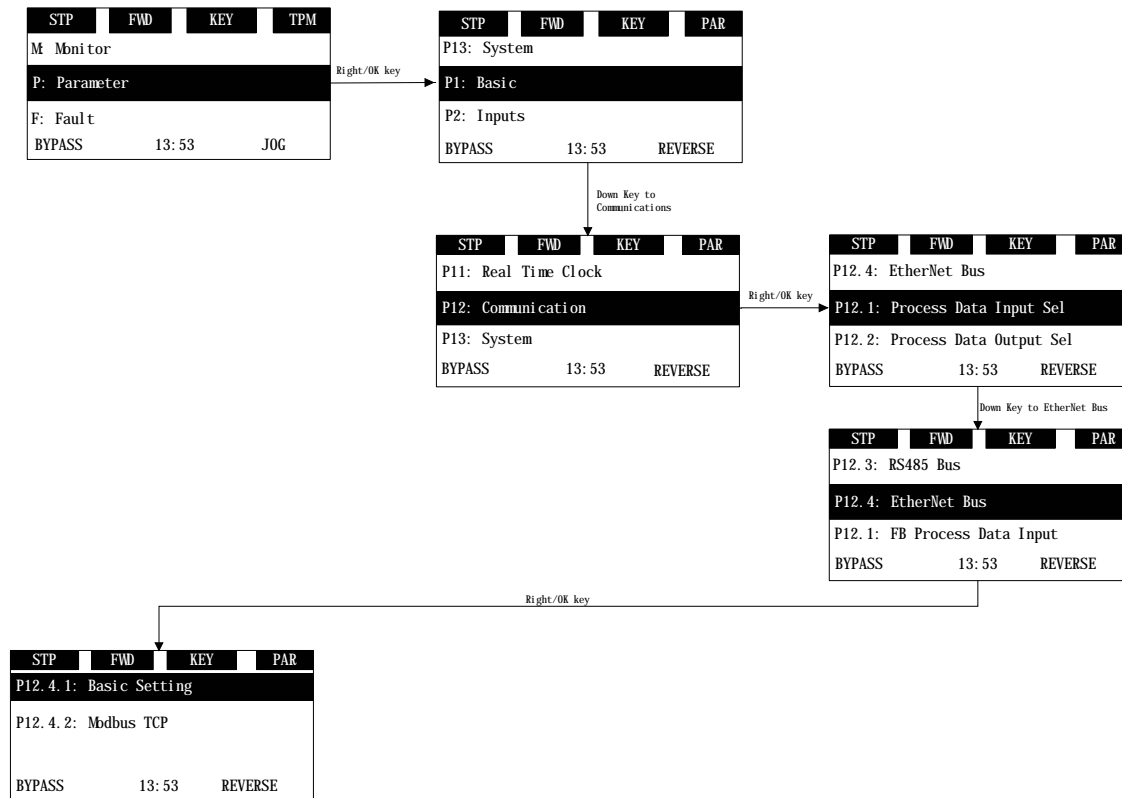 STP FWD KEY TPM
M: Monitor
P: Parameter
F: Fault
BYPASS 13:53 JOG
Right/OK key
STP FWD KEY PAR
P13: System
P1: Basic
P2: Inputs
BYPASS 13:53 REVERSE
Down Key to
Communications
STP FWD KEY PAR
P11: Real Time Clock
P12: Communication
P13: System
BYPASS 13:53 REVERSE
Right/OK key
STP FWD KEY PAR
P12.4: EtherNet Bus
P12.1: Process Data Input Sel
P12.2: Process Data Output Sel
BYPASS 13:53 REVERSE
Down Key to EtherNet Bus
STP FWD KEY PAR
P12.3: RS485 Bus
P12.4: EtherNet Bus
P12.1: FB Process Data Input
BYPASS 13:53 REVERSE
Right/OK key
STP FWD KEY PAR
P12.4.1: Basic Setting
P12.4.2: Modbus TCP
BYPASS 13:53 REVERSE